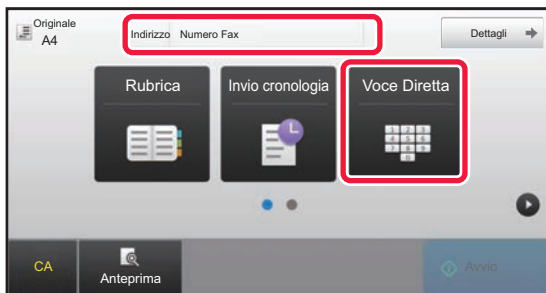 Originale
A4
Indirizzo Numero Fax
Dettagli
Rubrica
Invio cronologia
Voce Diretta
1 2 3
4 5 6
7 8 9
0
CA
Anteprima
Avvio